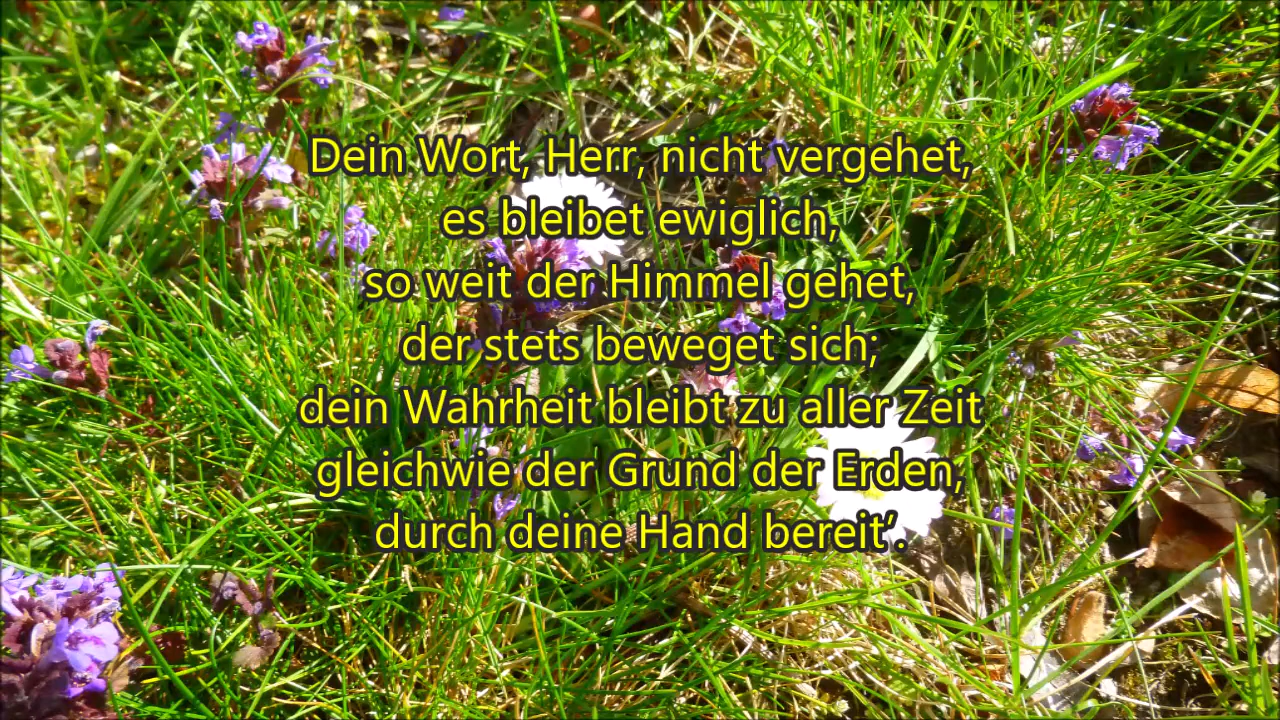 Dein Wort, Herr, nicht vergehet,
es bleibet ewiglich,
so weit der Himmel gehet,
der stets beweget sich;
dein Wahrheit bleibt zu aller Zeit
gleichwie der Grund der Erden,
durch deine Hand bereit’.